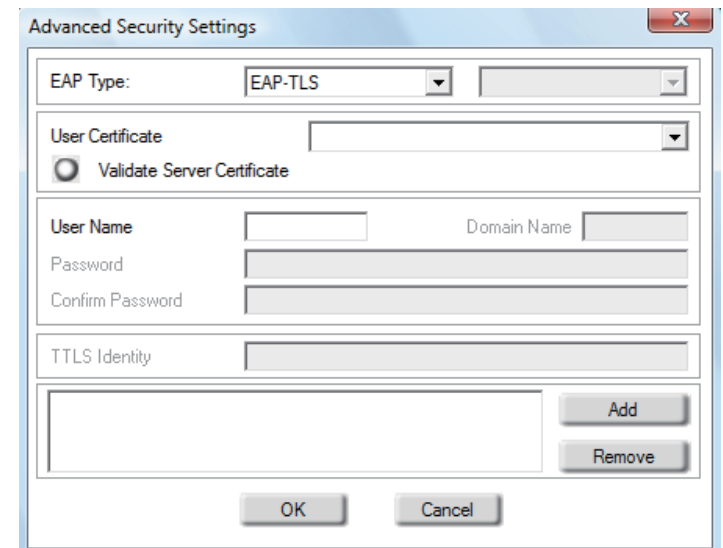 Advanced Security Settings
EAP Type: EAP-TLS
User Certificate
Validate Server Certificate
User Name Domain Name
Password
Confirm Password
TTLS Identity
Add
Remove
OK Cancel